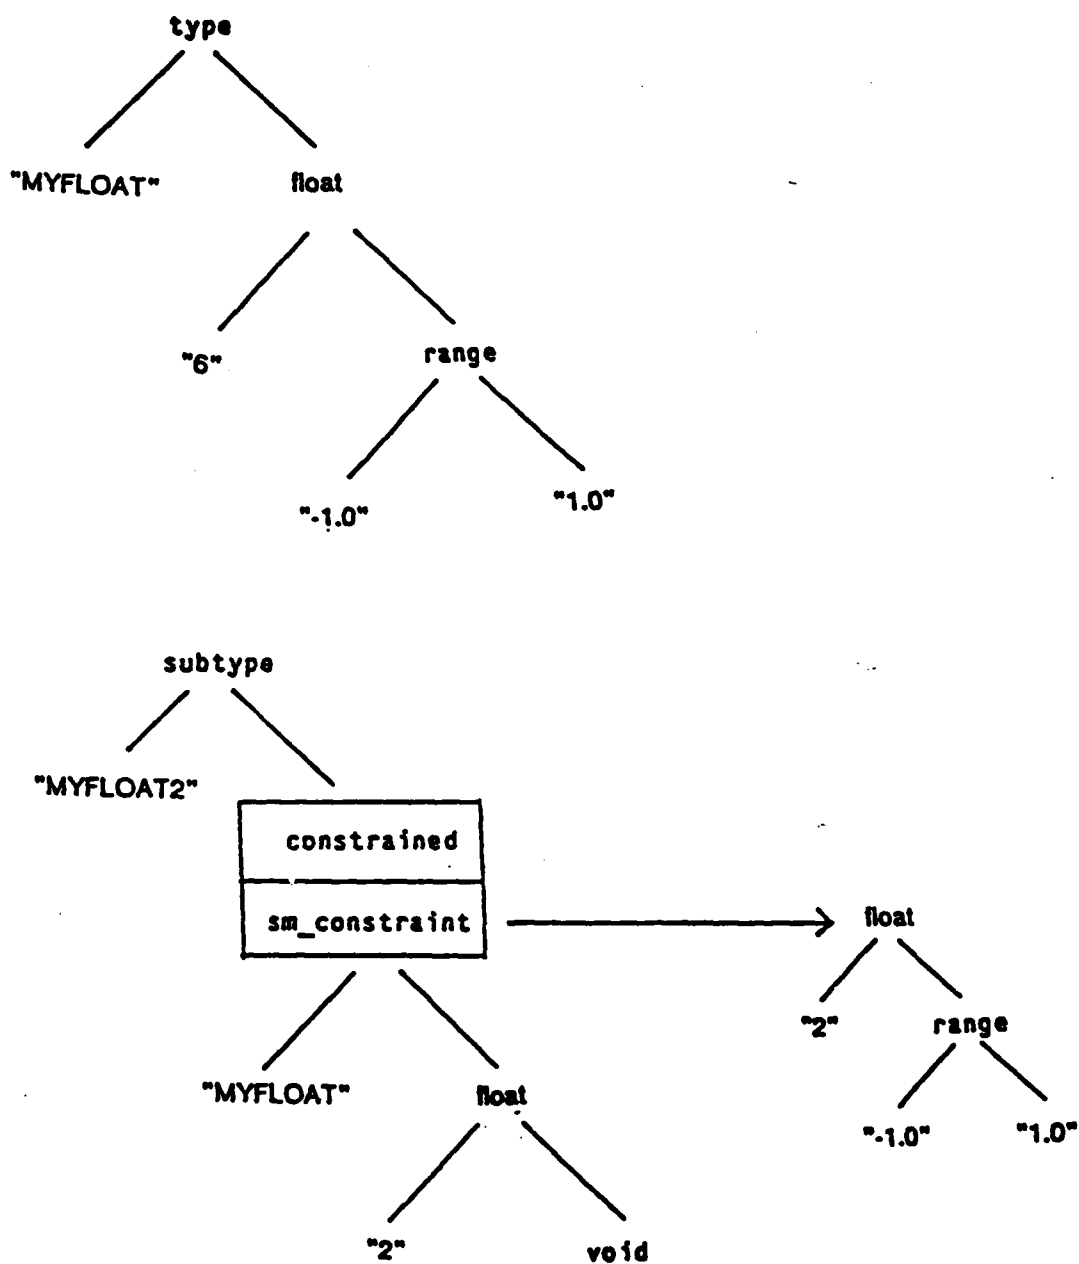 type
"MYFLOAT" float
"6" range
"-1.0" "1.0"
subtype
"MYFLOAT2"
constrained
sm_constraint
float
"2" range
"-1.0" "1.0"
"MYFLOAT" float
"2" void